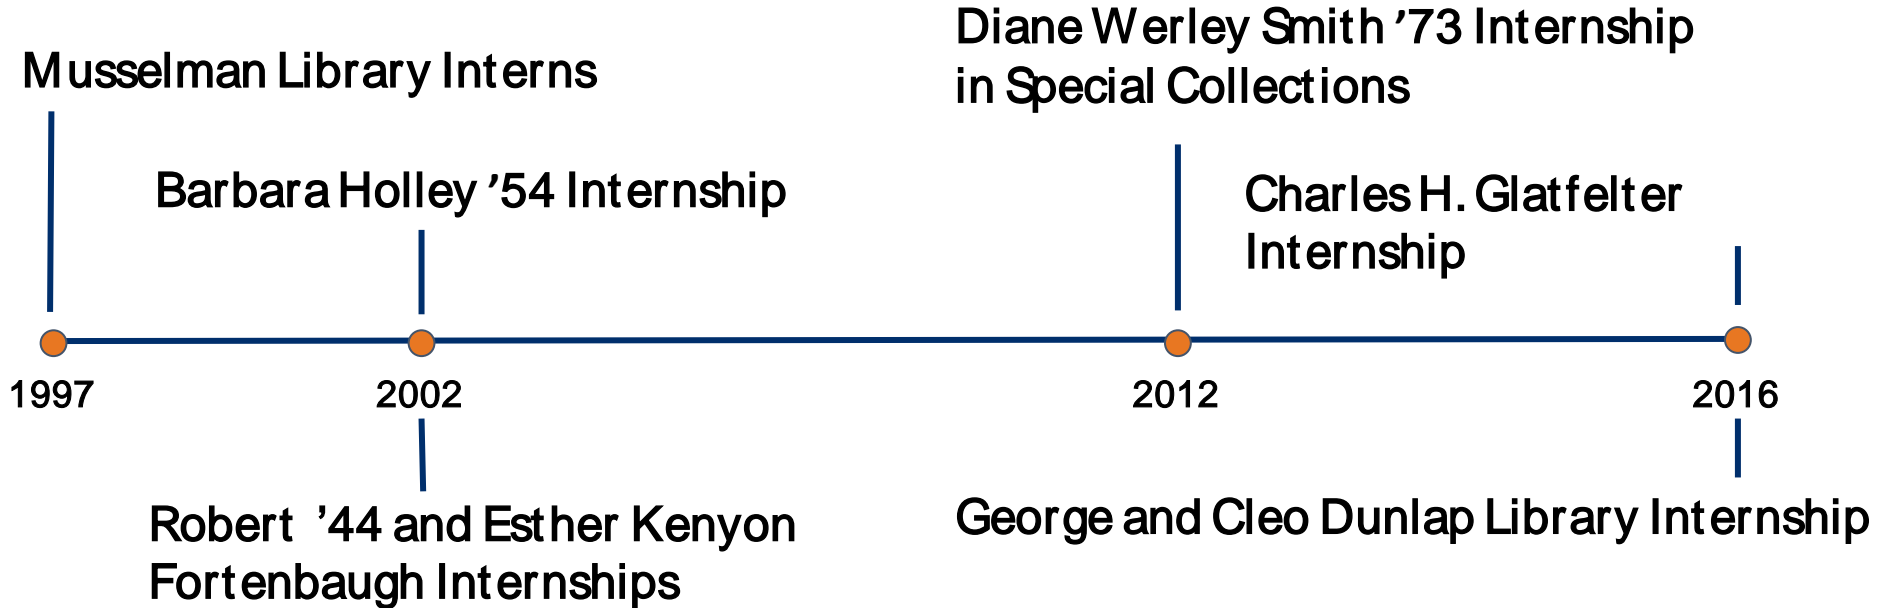 Diane Werley Smith ’73 Internship
in Special Collections
Musselman Library Interns
Barbara Holley ’54 Internship
Charles H. Glatfelter
Internship
1997
2002
2012
2016
Robert ’44 and Esther Kenyon
Fortenbaugh Internships
George and Cleo Dunlap Library Internship